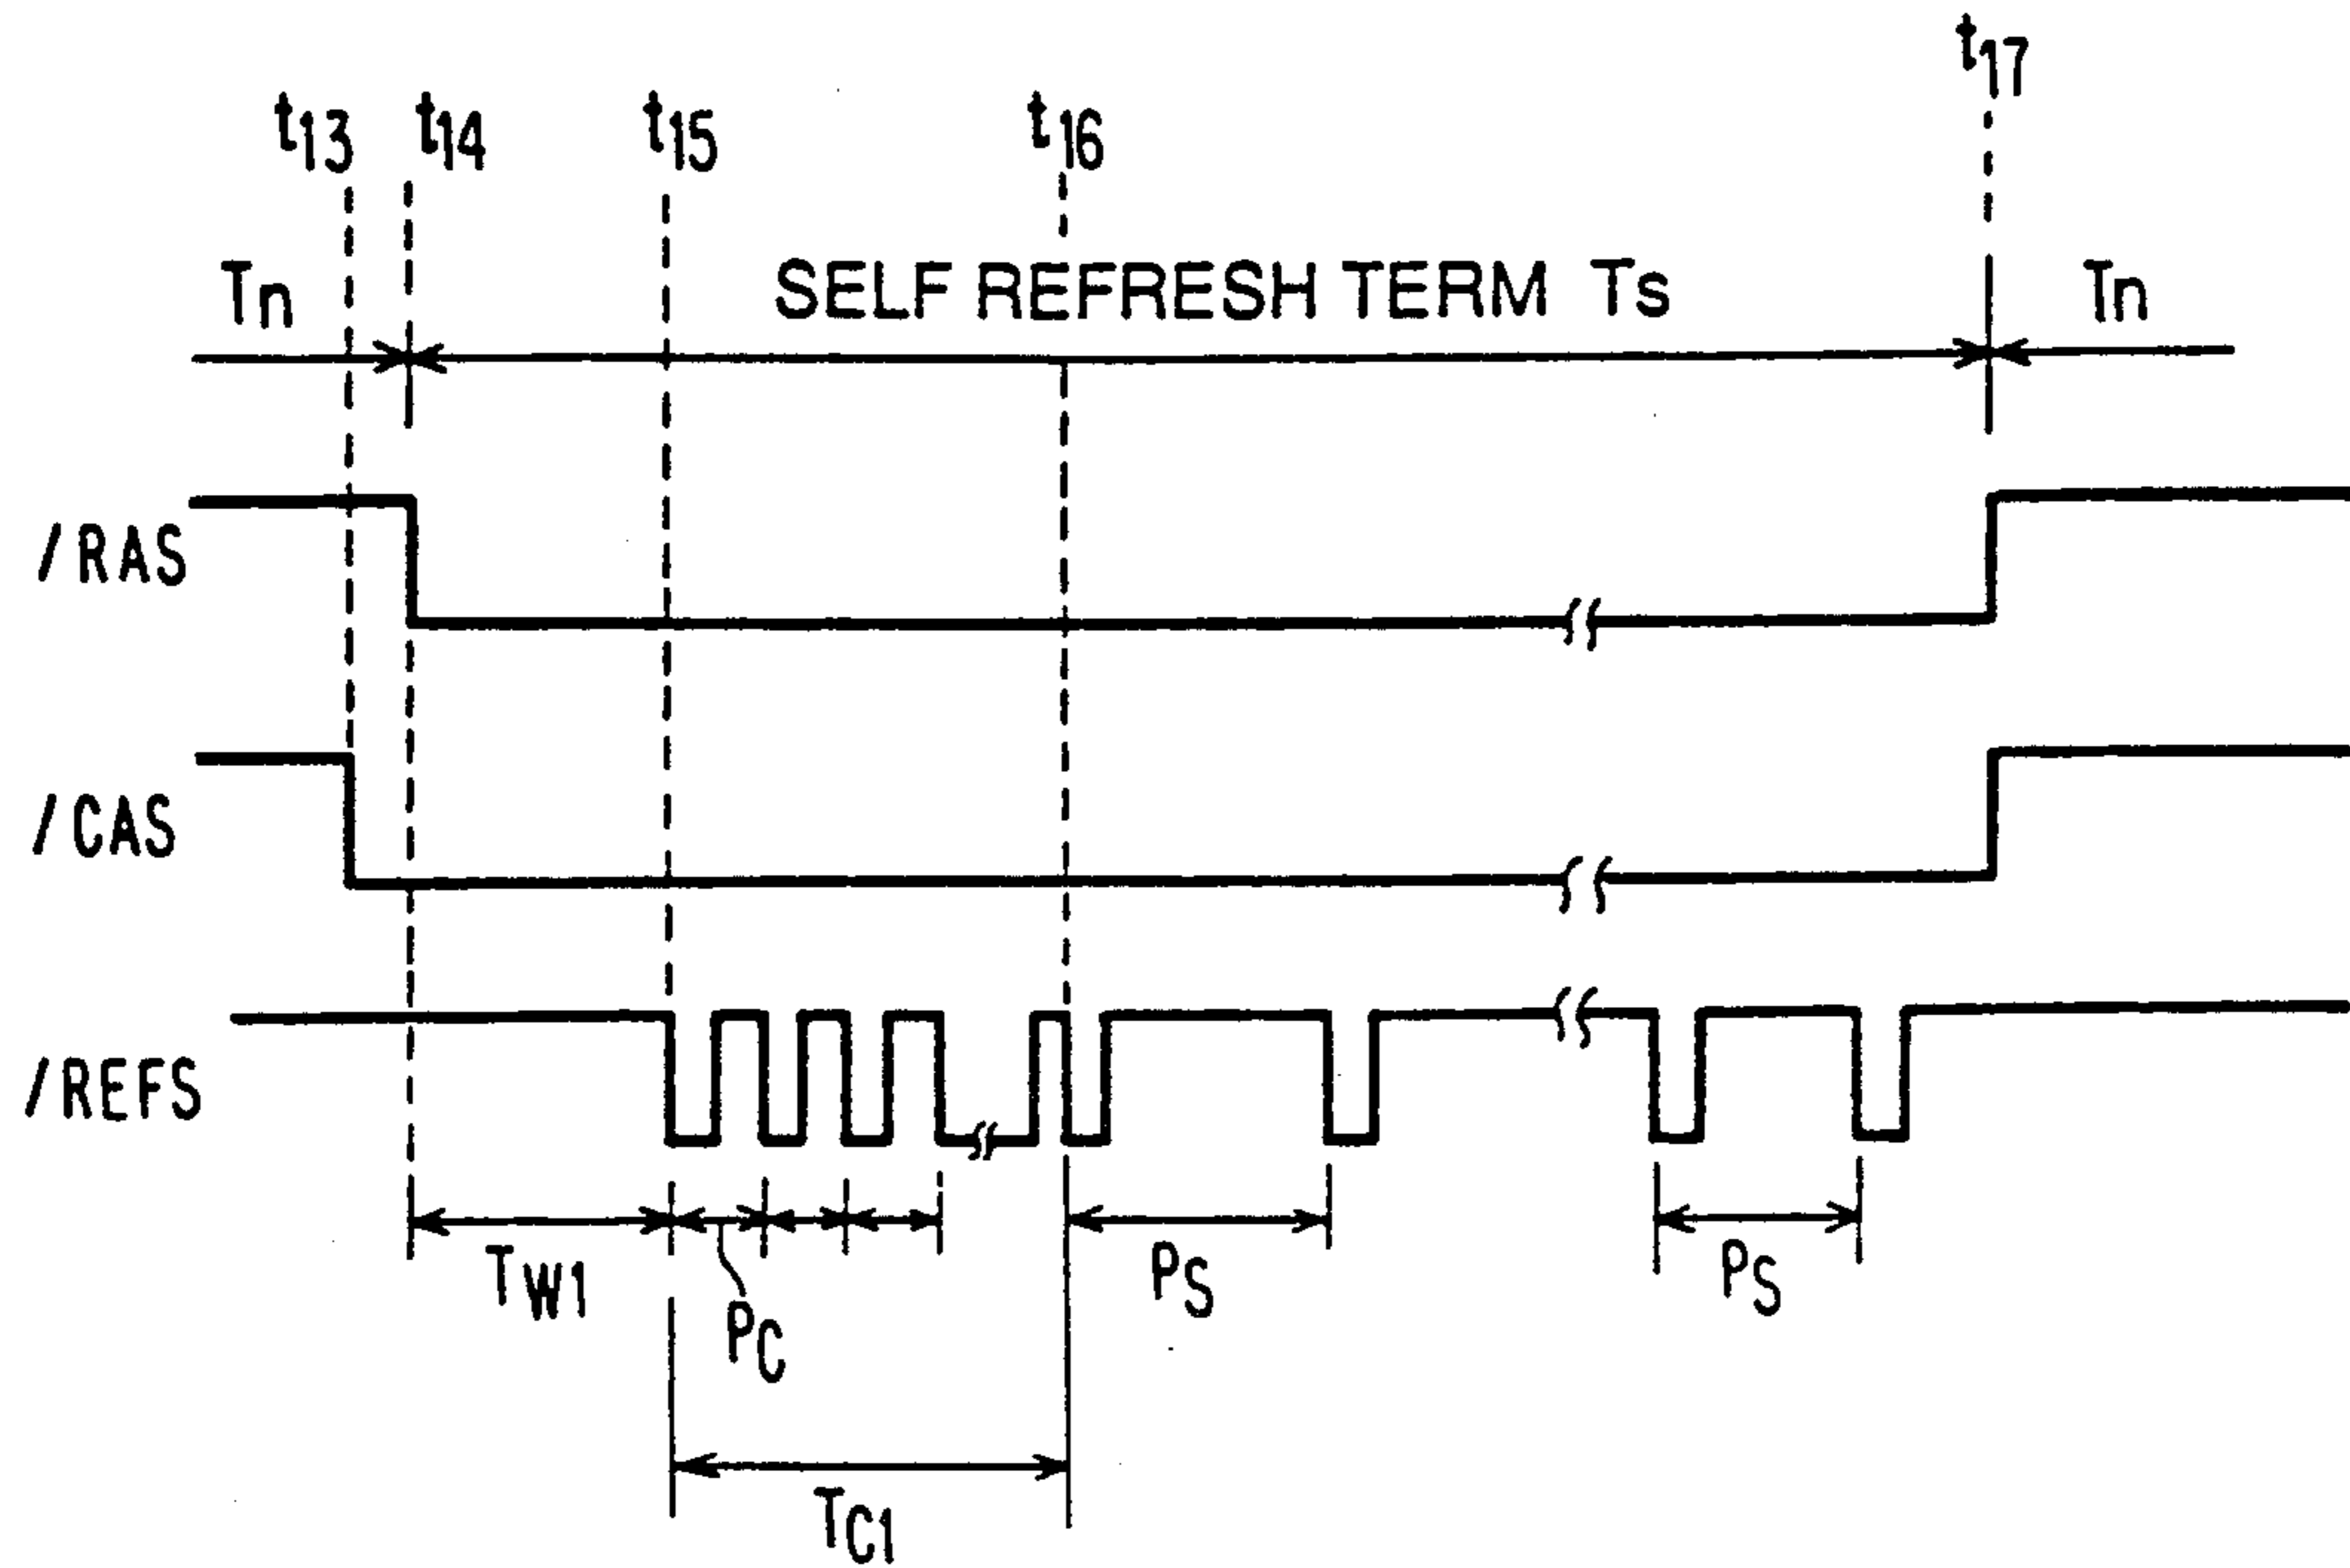 t17
t13 t14 t15 t16
Tn SELF REFRESH TERM Ts Tn
/RAS
/CAS
/REFS
TW1 PC PS PS
TC1